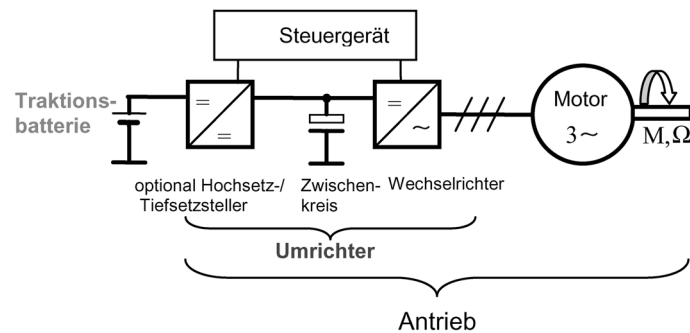 Steuergerät
Traktions-
batterie
=
=
=
~
Motor
3~
M,Ω
optional Hochsetz-/
Tiefsetzsteller
Zwischen-
kreis
Wechselrichter
Umrichter
Antrieb